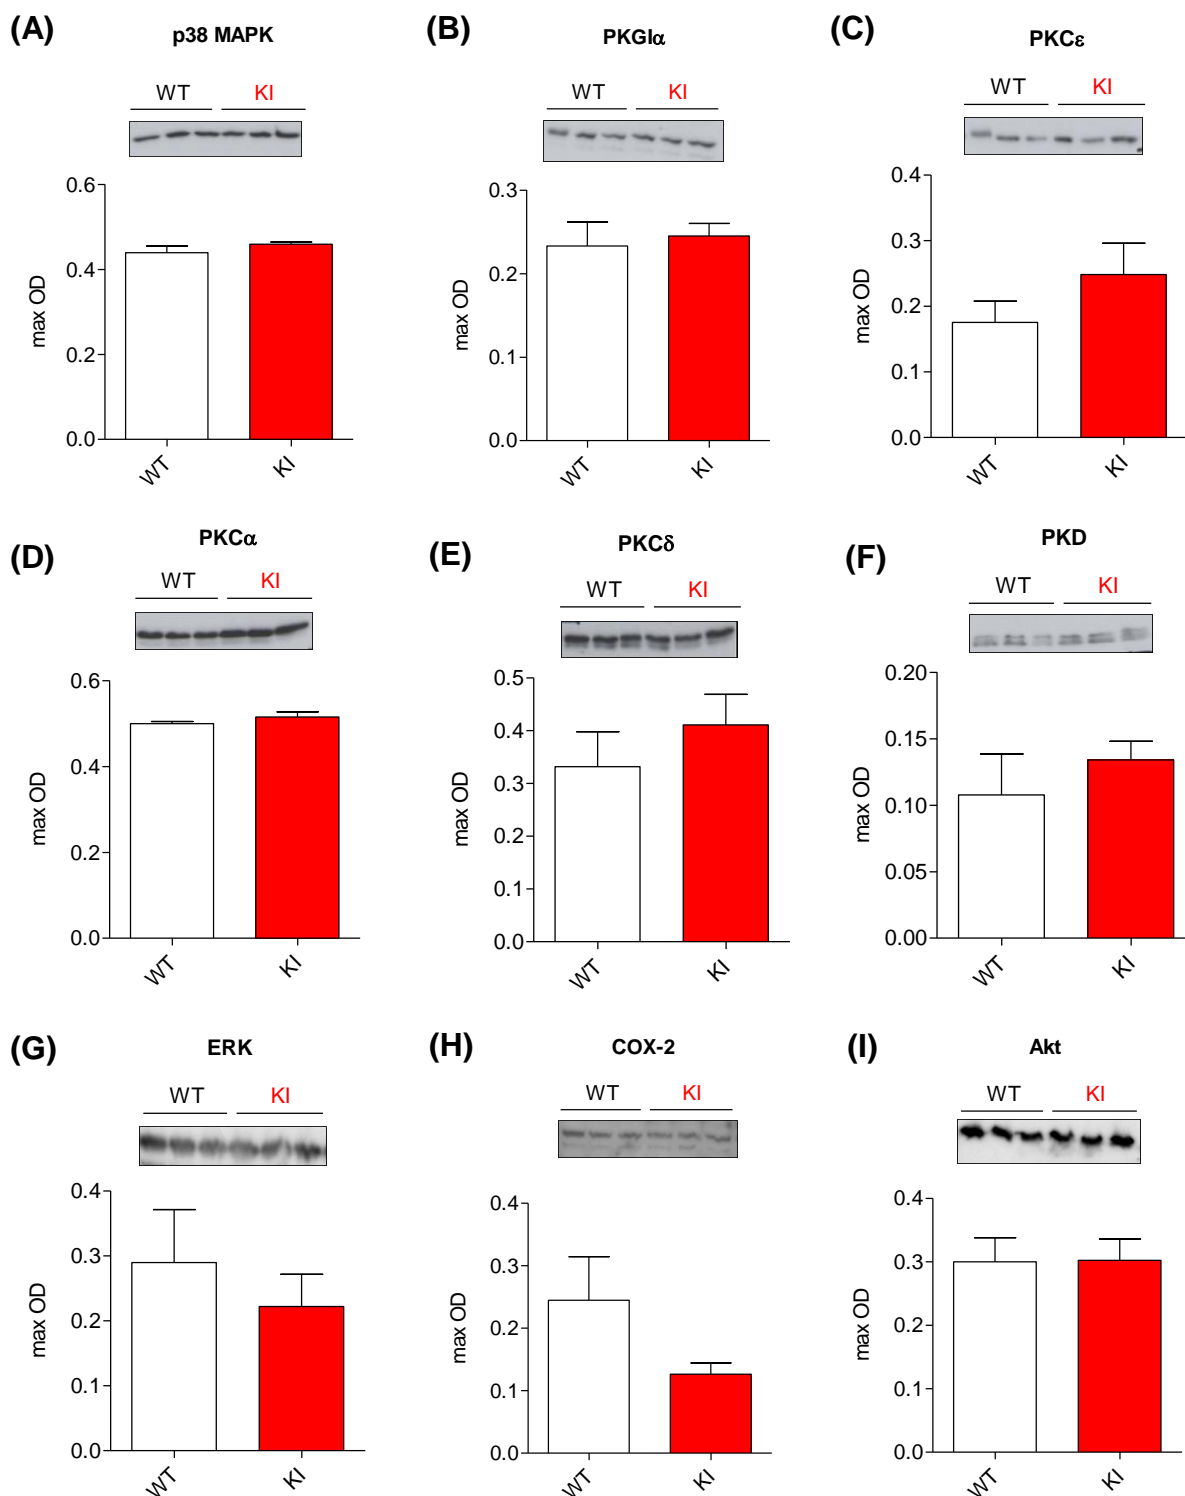 (A)
p38 MAPK
WT KI
0.6
0.4
0.2
0.0
max OD
WT KI
(B)
PKGIα
WT KI
0.3
0.2
0.1
0.0
max OD
WT KI
(C)
PKCε
WT KI
0.4
0.3
0.2
0.1
0.0
max OD
WT KI
(D)
PKCα
WT KI
0.6
0.4
0.2
0.0
max OD
WT KI
(E)
PKCδ
WT KI
0.5
0.4
0.3
0.2
0.1
0.0
max OD
WT KI
(F)
PKD
WT KI
0.20
0.15
0.10
0.05
0.00
max OD
WT KI
(G)
ERK
WT KI
0.4
0.3
0.2
0.1
0.0
max OD
WT KI
(H)
COX-2
WT KI
0.4
0.3
0.2
0.1
0.0
max OD
WT KI
(I)
Akt
WT KI
0.4
0.3
0.2
0.1
0.0
max OD
WT KI